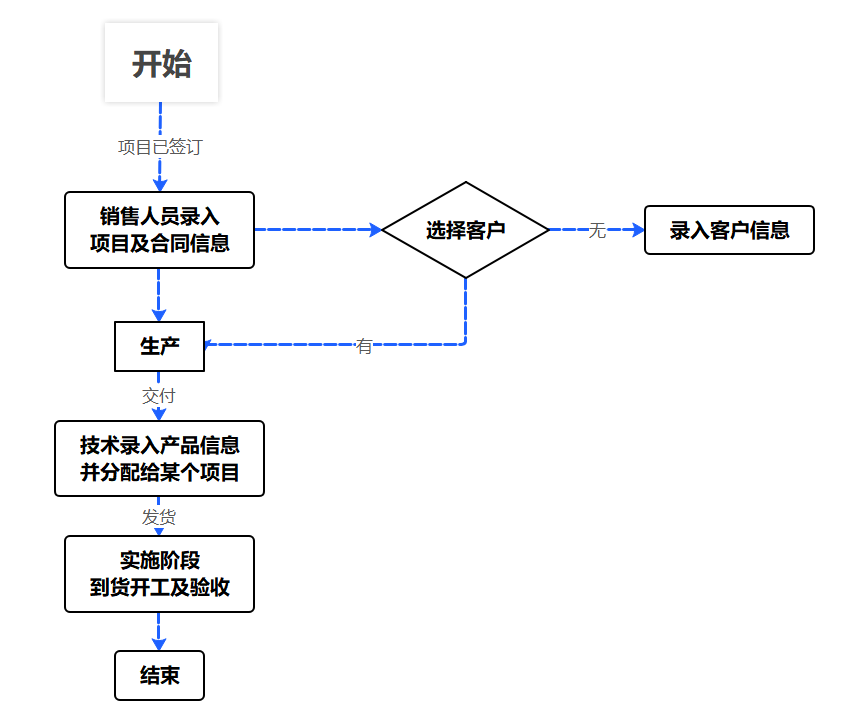 开始
项目已签订
销售人员录入
项目及合同信息
选择客户
无
录入客户信息
生产
有
交付
技术录入产品信息
并分配给某个项目
发货
实施阶段
到货开工及验收
结束